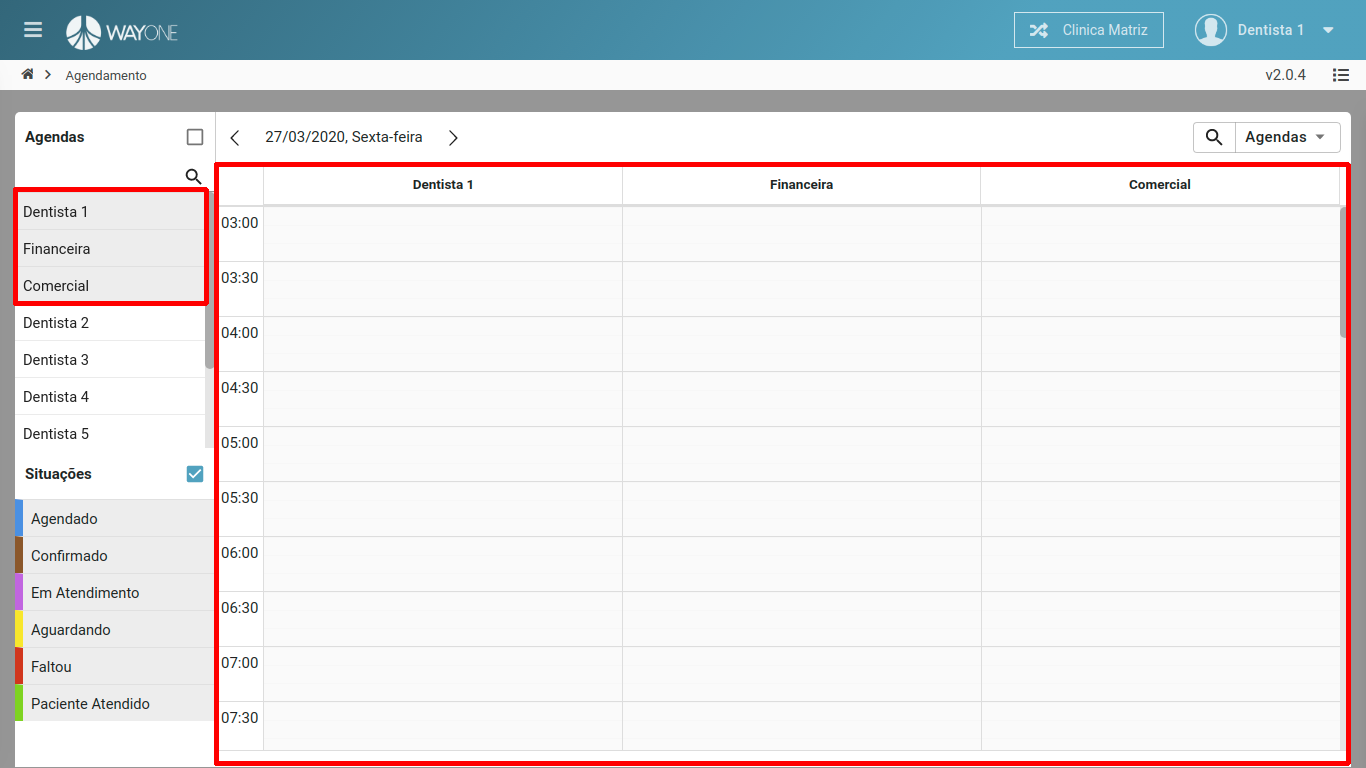 WAYONE
Clinica Matriz
Dentista 1
Agendamento
v2.0.4
Agendas
27/03/2020, Sexta-feira
Agendas
Dentista 1
Financeira
Comercial
Dentista 2
Dentista 3
Dentista 4
Dentista 5
Situações
Agendado
Confirmado
Em Atendimento
Aguardando
Faltou
Paciente Atendido
Dentista 1 Financeira Comercial
03:00
03:30
04:00
04:30
05:00
05:30
06:00
06:30
07:00
07:30